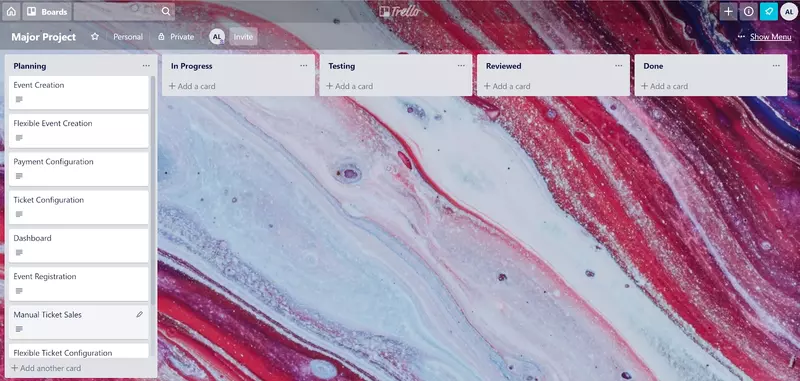 Boards
Trello
AL
Major Project
Personal
Private
AL
Invite
Show Menu
Planning
Event Creation
Flexible Event Creation
Payment Configuration
Ticket Configuration
Dashboard
Event Registration
Manual Ticket Sales
Flexible Ticket Configuration
+ Add another card
In Progress
+ Add a card
Testing
+ Add a card
Reviewed
+ Add a card
Done
+ Add a card